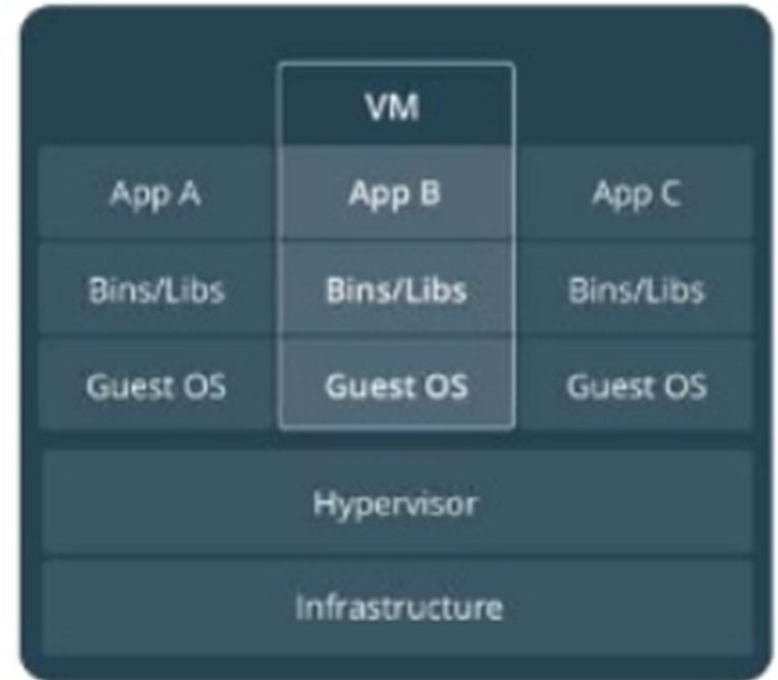 VM
App A App B App C
Bins/Libs Bins/Libs Bins/Libs
Guest OS Guest OS Guest OS
Hypervisor
Infrastructure